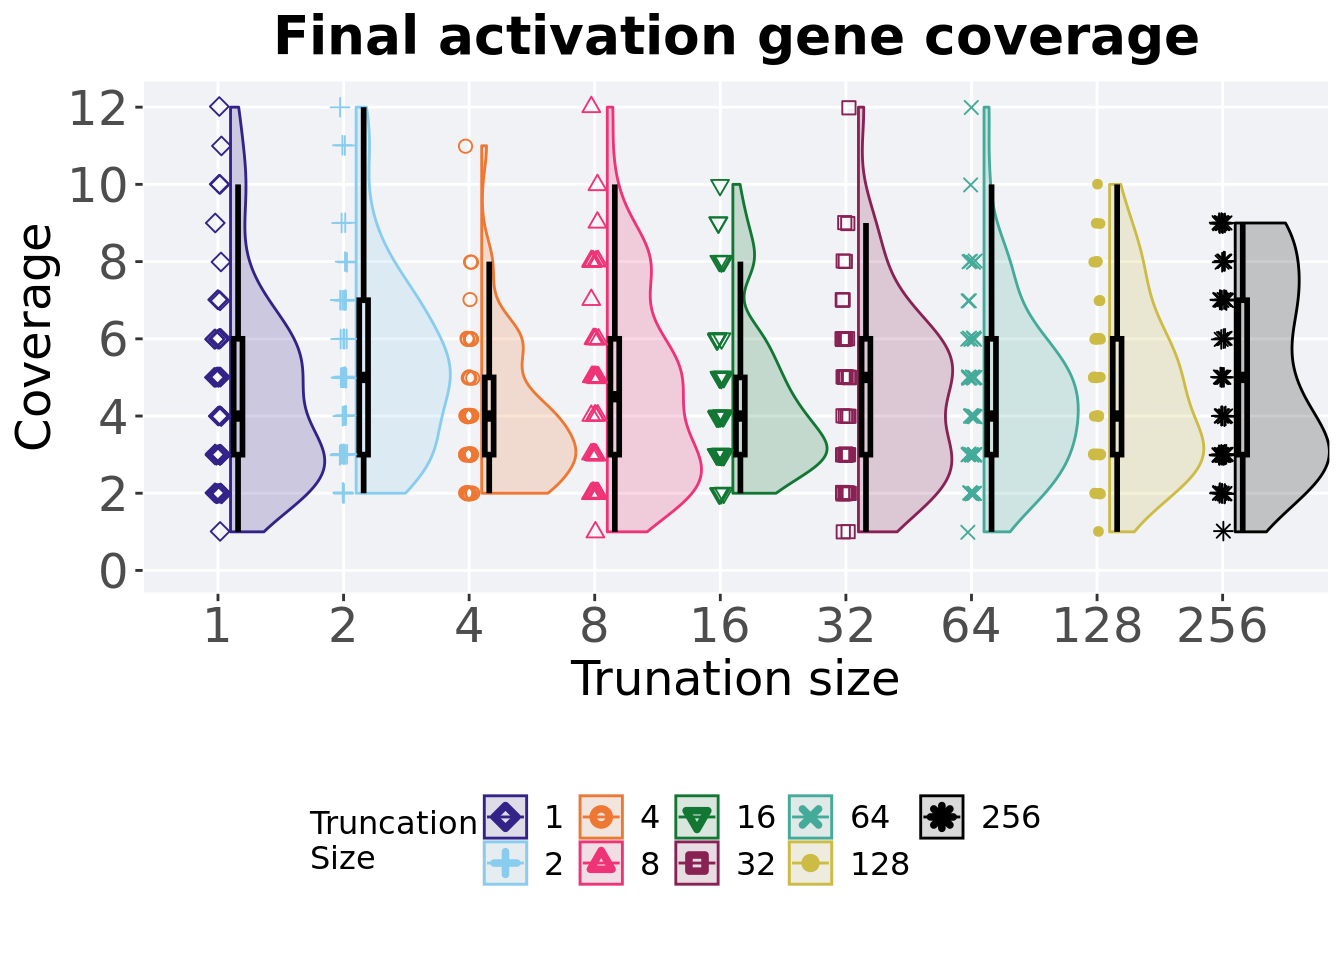 Final activation gene coverage
Coverage
12
10
8
6
4
2
0
1 2 4 8 16 32 64 128 256
Trunation size
Truncation
Size
1 4 16 64 256
2 8 32 128